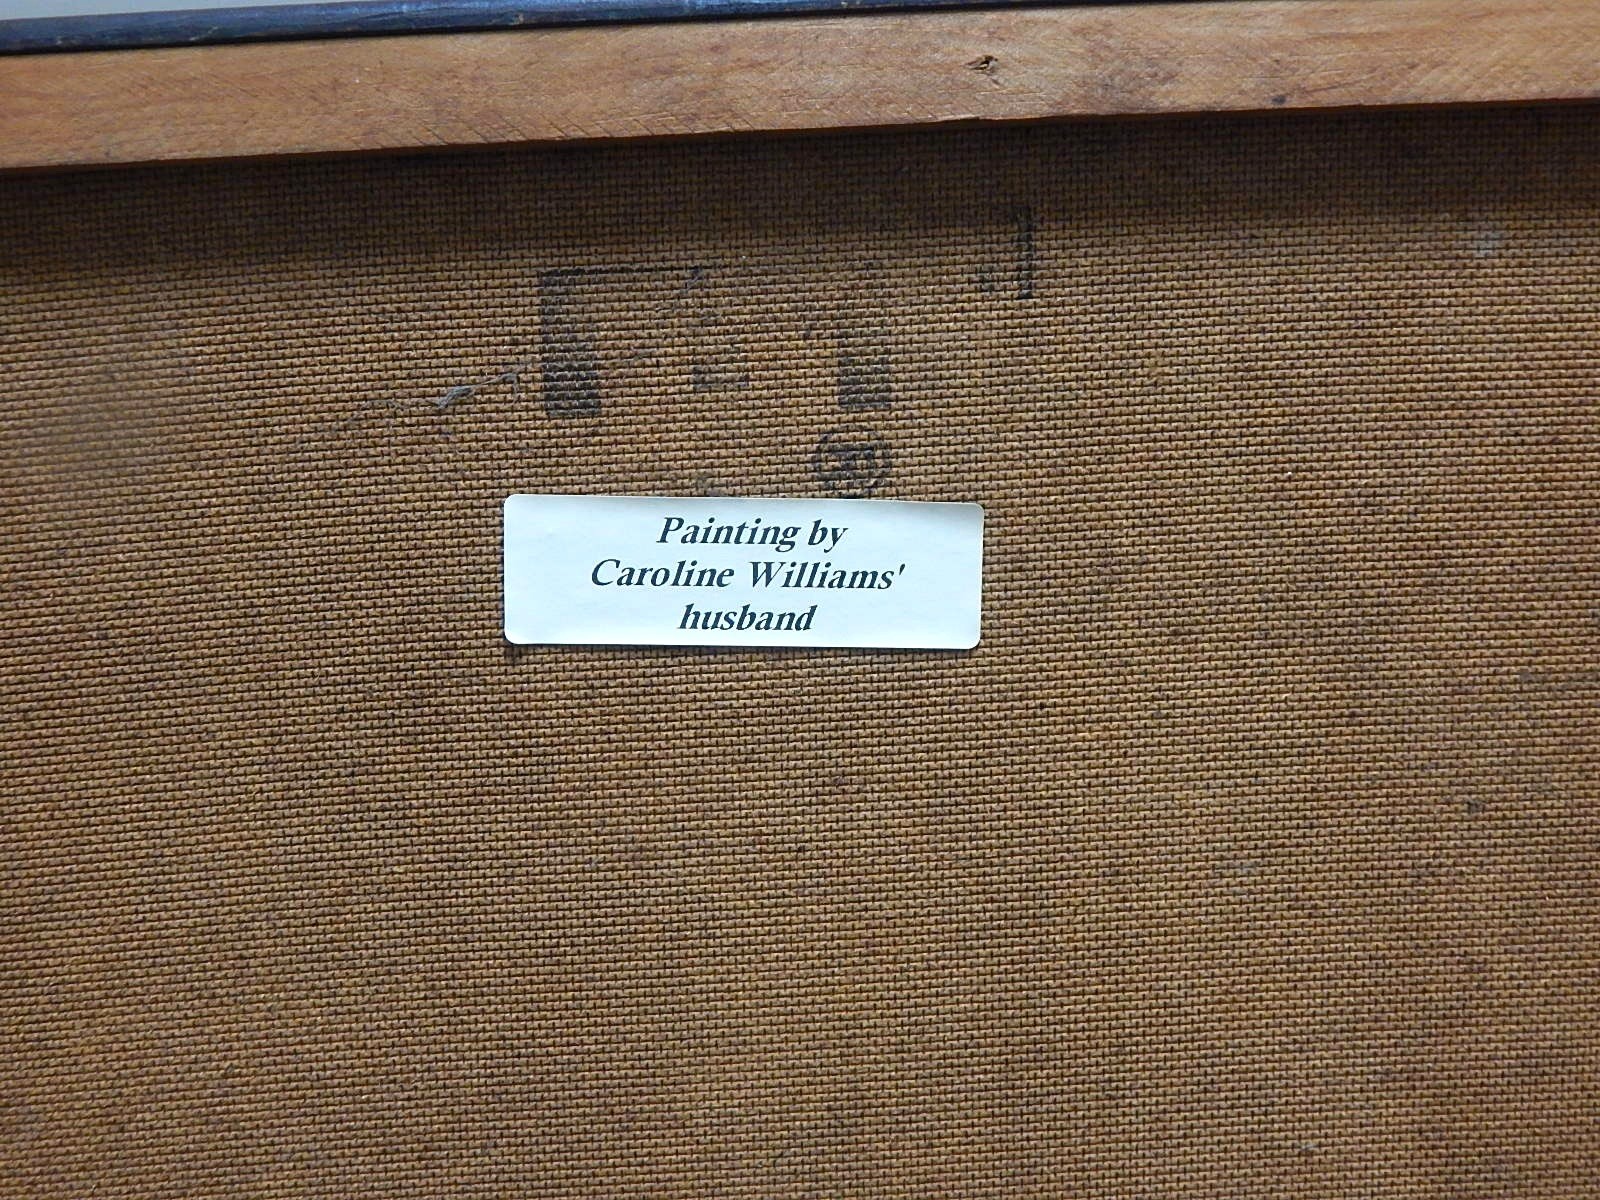 Painting by
Caroline Williams'
husband